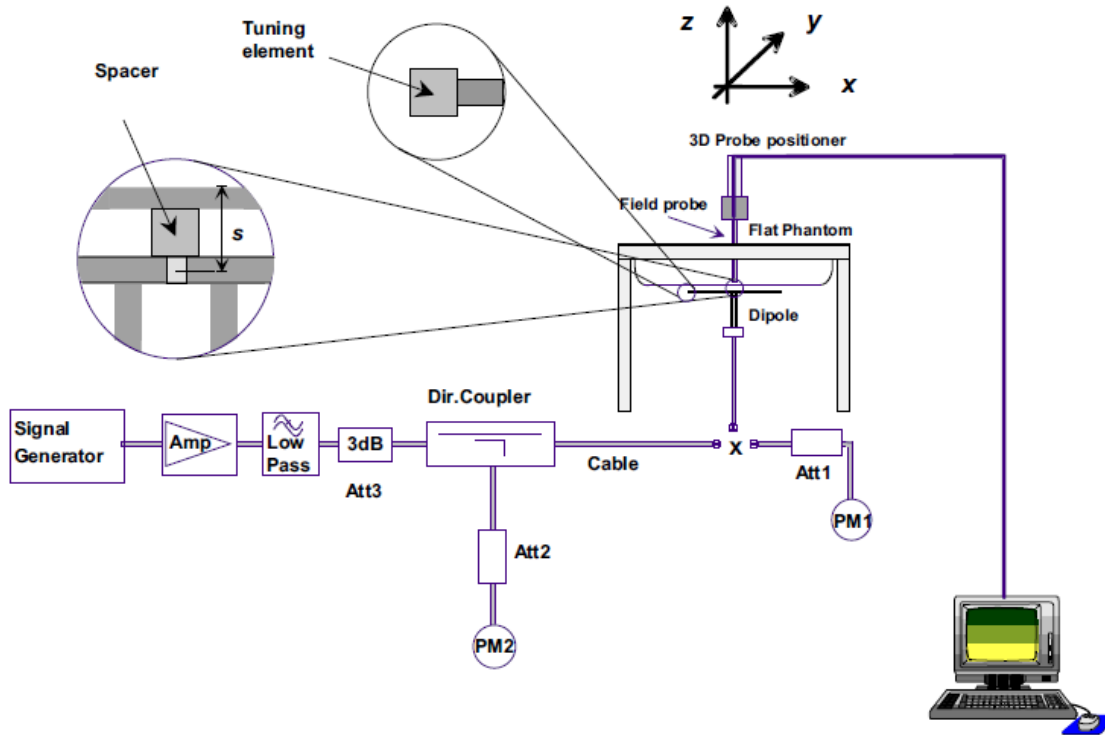 Tuning
element
Spacer
z
y
x
3D Probe positioner
Field probe
Flat Phantom
s
Dipole
Dir.Coupler
Signal
Generator
Amp
Low
Pass
3dB
Att3
Cable
X
Att1
PM1
Att2
PM2